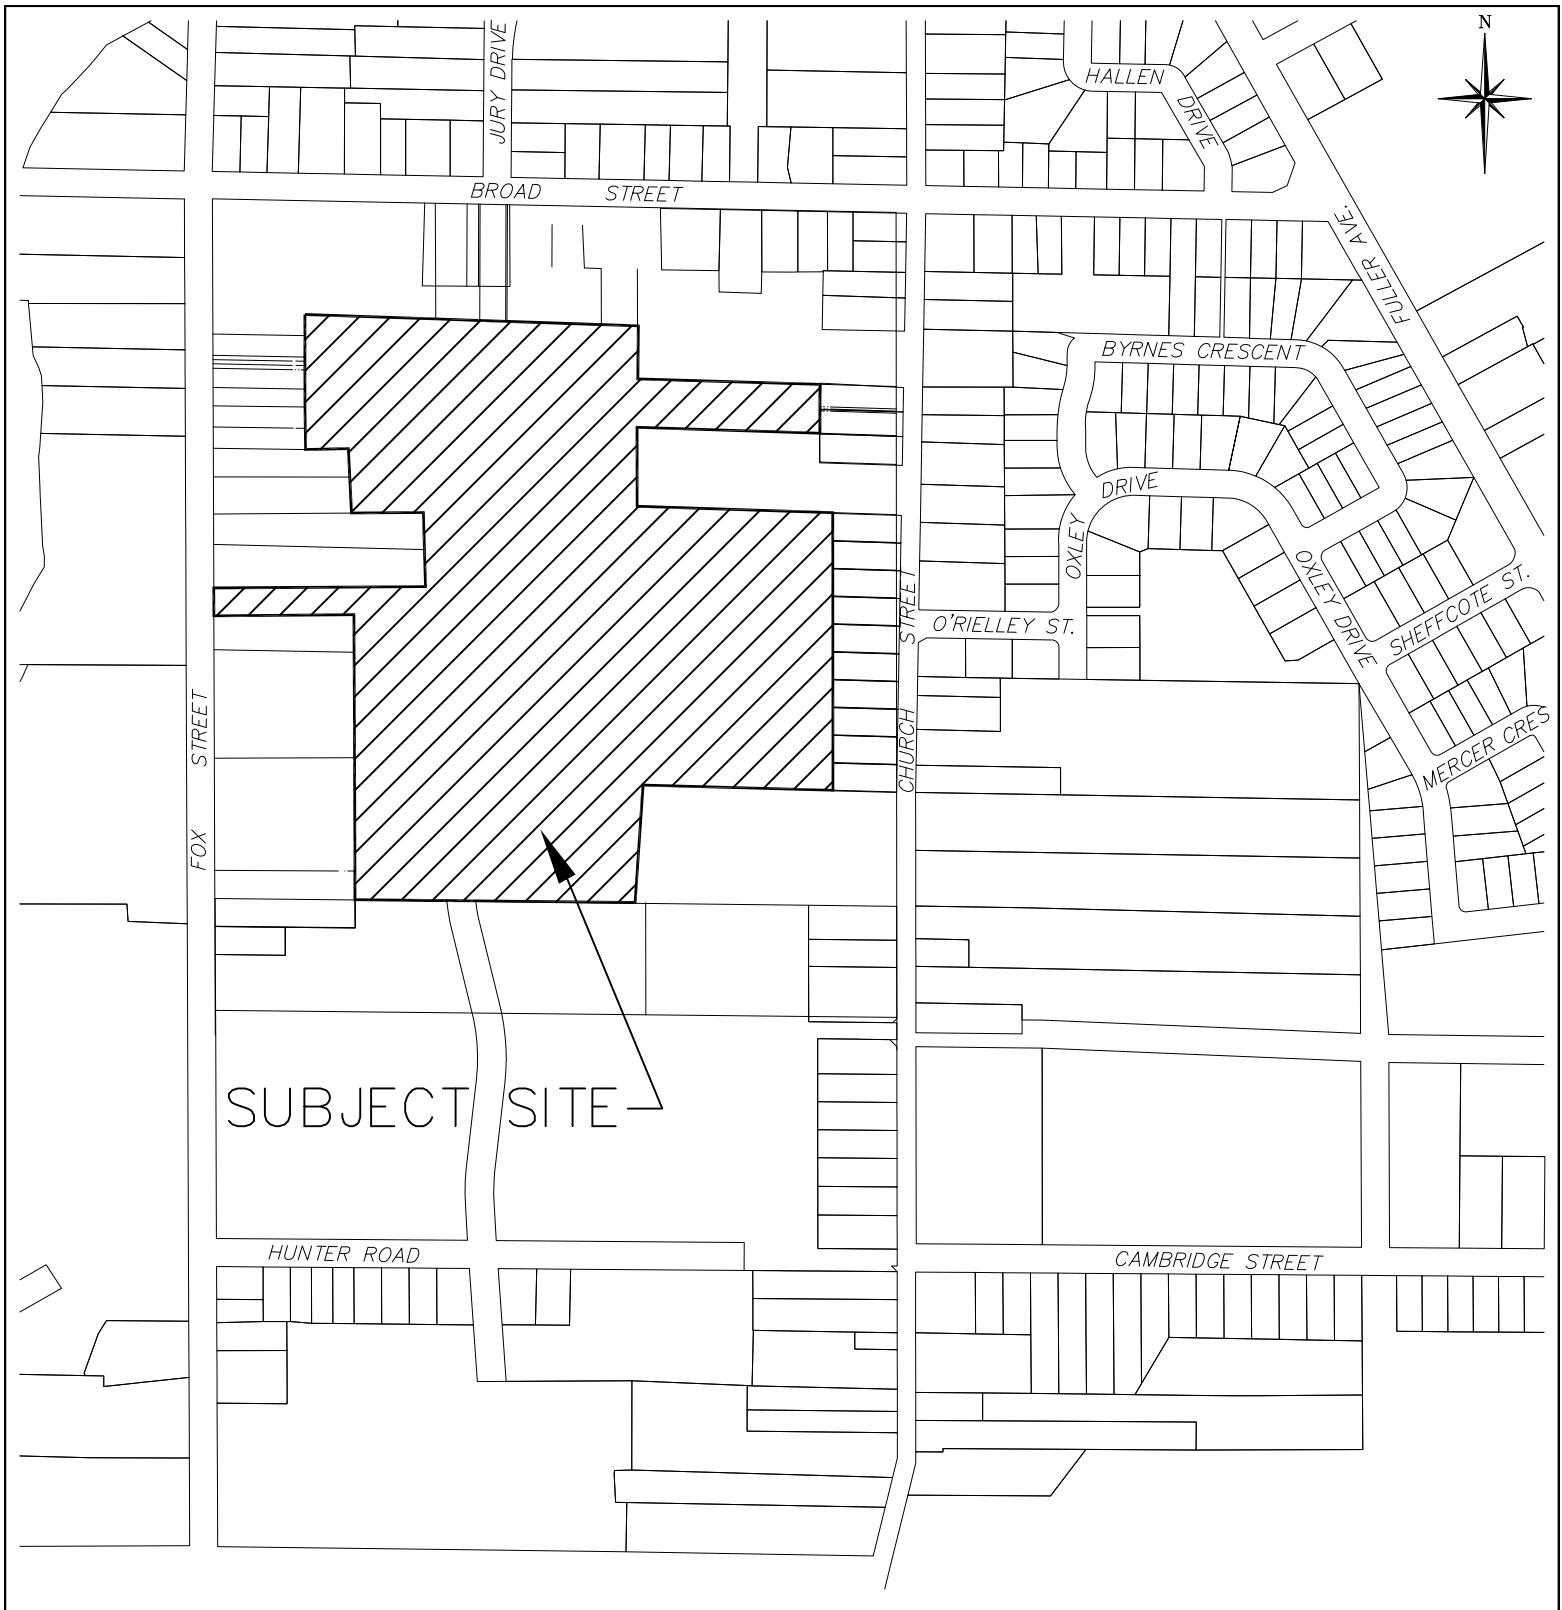 N
JURY DRIVE
HALLEN
DRIVE
BROAD STREET
FULLER AVE.
BYRNES CRESCENT
OXLEY DRIVE
OXLEY DRIVE
SHEFFCOTE ST.
O'RIELLEY ST.
MERCER CRES
FOX STREET
CHURCH STREET
SUBJECT SITE
HUNTER ROAD
CAMBRIDGE STREET